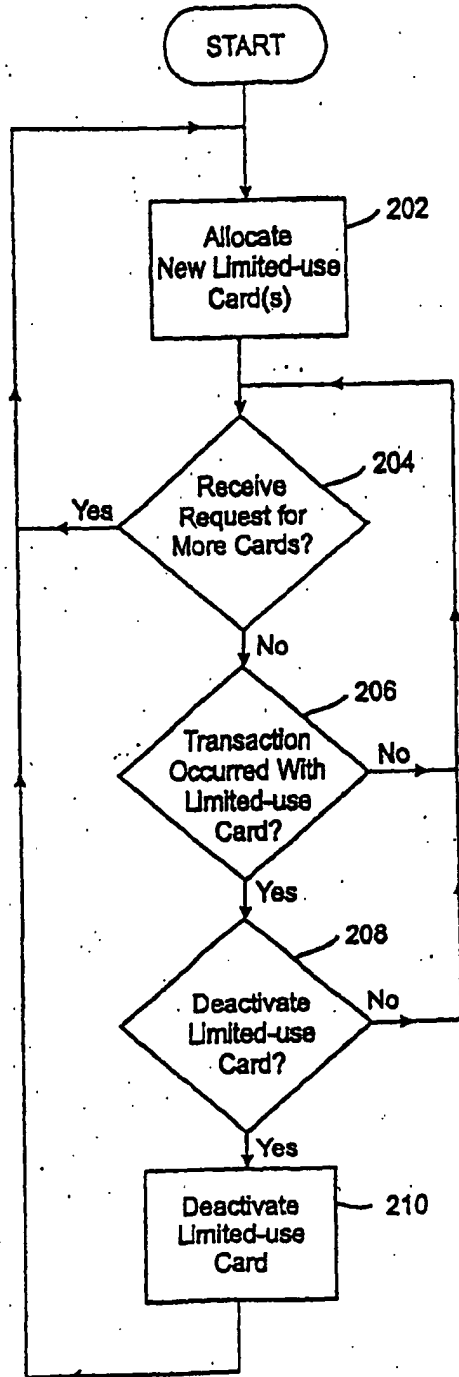 START
202
Allocate
New Limited-use
Card(s)
204
Receive
Request for
More Cards?
Yes
No
206
Transaction
Occurred With
Limited-use
Card?
No
Yes
208
Deactivate
Limited-use
Card?
No
Yes
210
Deactivate
Limited-use
Card